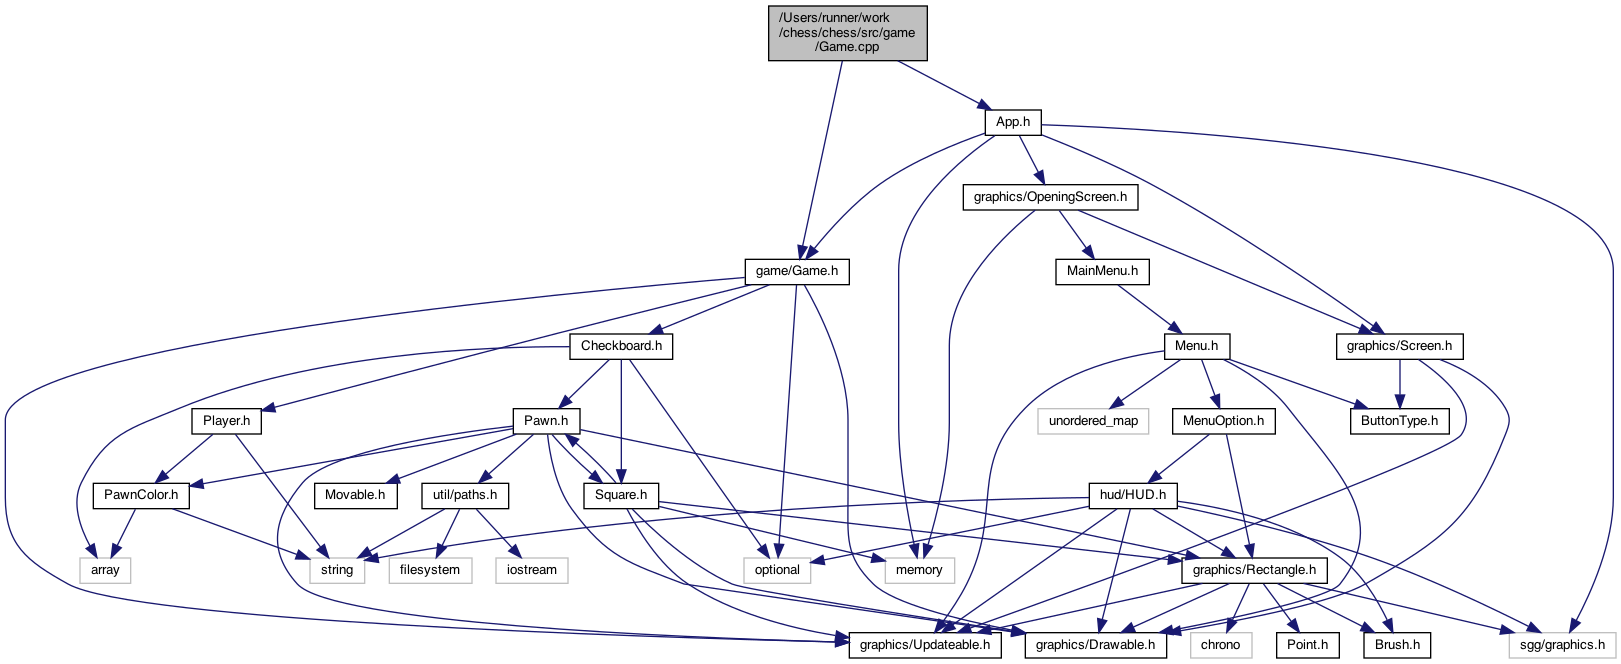 /Users/runner/work
/chess/chess/src/game
/Game.cpp
App.h
graphics/OpeningScreen.h
game/Game.h
MainMenu.h
Checkboard.h
Menu.h
graphics/Screen.h
Player.h
Pawn.h
unordered_map
MenuOption.h
ButtonType.h
PawnColor.h
Movable.h
util/paths.h
Square.h
hud/HUD.h
array
string
filesystem
iostream
optional
memory
graphics/Rectangle.h
graphics/Updateable.h
graphics/Drawable.h
chrono
Point.h
Brush.h
sgg/graphics.h